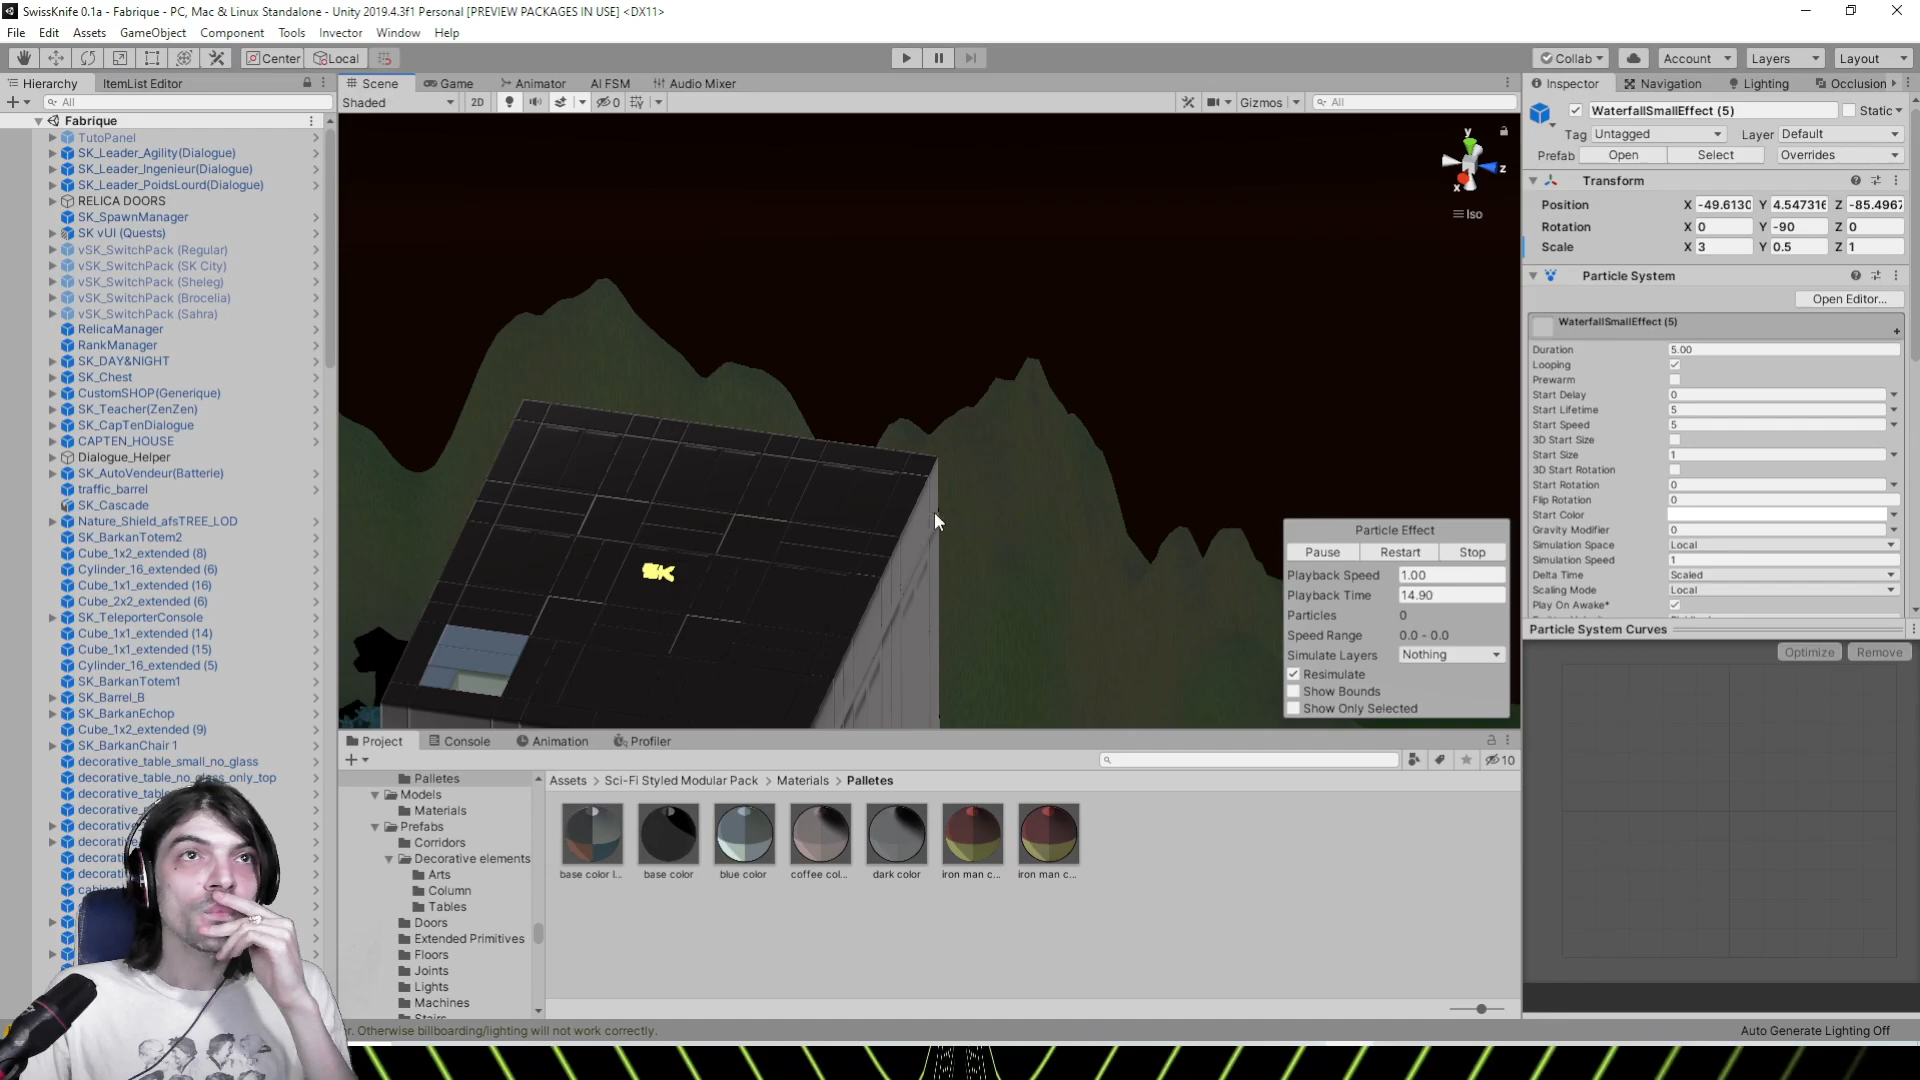 SwissKnife 0.1a - Fabrique - PC, Mac & Linux Standalone - Unity 2019.4.3f1 Personal [PREVIEW PACKAGES IN USE] <DX11>
File Edit Assets GameObject Component Tools Invector Window Help
Center Local Collab Account Layers Layout
Hierarchy ItemList Editor
All
Fabrique
TutoPanel
SK_Leader_Agility(Dialogue)
SK_Leader_Ingenieur(Dialogue)
SK_Leader_PoidsLourd(Dialogue)
RELICA DOORS
SK_SpawnManager
SK vUI (Quests)
vSK_SwitchPack (Regular)
vSK_SwitchPack (SK City)
vSK_SwitchPack (Sheleg)
vSK_SwitchPack (Brocelia)
vSK_SwitchPack (Sahra)
RelicaManager
RankManager
SK_DAY&NIGHT
SK_Chest
CustomSHOP(Generique)
SK_Teacher(ZenZen)
SK_CapTenDialogue
CAPTEN_HOUSE
Dialogue_Helper
SK_AutoVendeur(Batterie)
traffic_barrel
SK_Cascade
Nature_Shield_afsTREE_LOD
SK_BarkanTotem2
Cube_1x2_extended (8)
Cylinder_16_extended (6)
Cube_1x1_extended (16)
Cube_2x2_extended (6)
SK_TeleporterConsole
Cube_1x1_extended (14)
Cube_1x1_extended (15)
Cylinder_16_extended (5)
SK_BarkanTotem1
SK_Barrel_B
SK_BarkanEchop
Cube_1x2_extended (9)
SK_BarkanChair 1
decorative_table_small_no_glass
decorative_table_no_glass_only_top
Scene Game Animator AI FSM Audio Mixer
Shaded 2D 0 Gizmos All
y
z
x
Iso
SK
Particle Effect
Pause Restart Stop
Playback Speed 1.00
Playback Time 14.90
Particles 0
Speed Range 0.0 - 0.0
Simulate Layers Nothing
Resimulate
Show Bounds
Show Only Selected
Project Console Animation Profiler
10
Palletes
Models
Materials
Prefabs
Corridors
Decorative elements
Arts
Column
Tables
Doors
Extended Primitives
Floors
Joints
Lights
Machines
Stairs
Assets Sci-Fi Styled Modular Pack Materials Palletes
base color l... base color blue color coffee col... dark color iron man c... iron man c...
r. Otherwise billboarding/lighting will not work correctly.
Auto Generate Lighting Off
Inspector Navigation Lighting Occlusion
WaterfallSmallEffect (5) Static
Tag Untagged Layer Default
Prefab Open Select Overrides
Transform
Position X -49.6130 Y 4.547316 Z -85.4967
Rotation X 0 Y -90 Z 0
Scale X 3 Y 0.5 Z 1
Particle System
Open Editor...
WaterfallSmallEffect (5)
Duration 5.00
Looping
Prewarm
Start Delay 0
Start Lifetime 5
Start Speed 5
3D Start Size
Start Size 1
3D Start Rotation
Start Rotation 0
Flip Rotation 0
Start Color
Gravity Modifier 0
Simulation Space Local
Simulation Speed 1
Delta Time Scaled
Scaling Mode Local
Play On Awake*
Particle System Curves
Optimize Remove